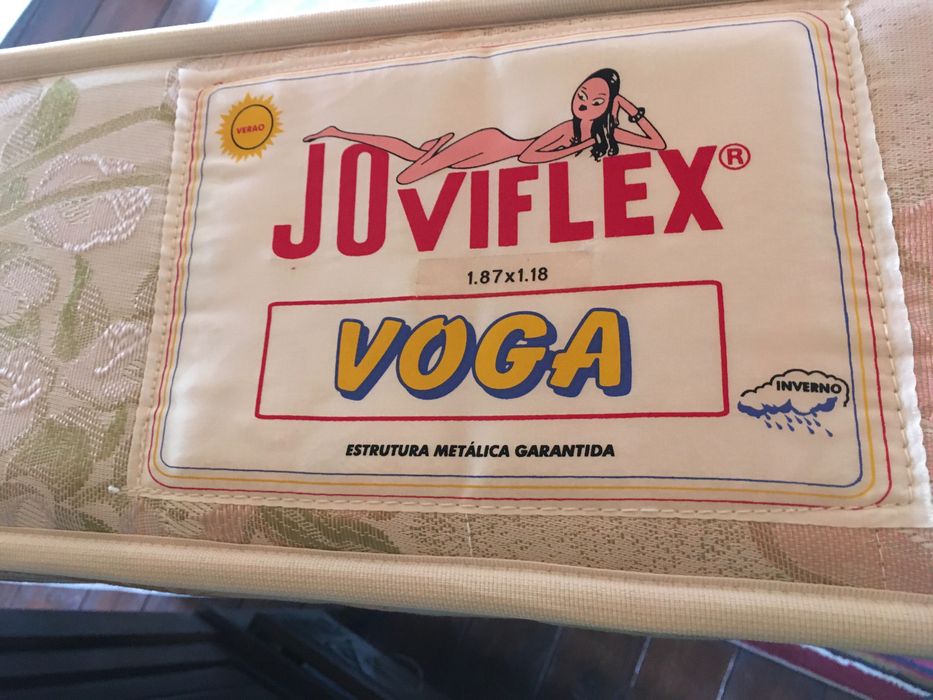 VERAO
JOVIFLEX®
1.87x1.18
VOGA
INVERNO
ESTRUTURA METÁLICA GARANTIDA